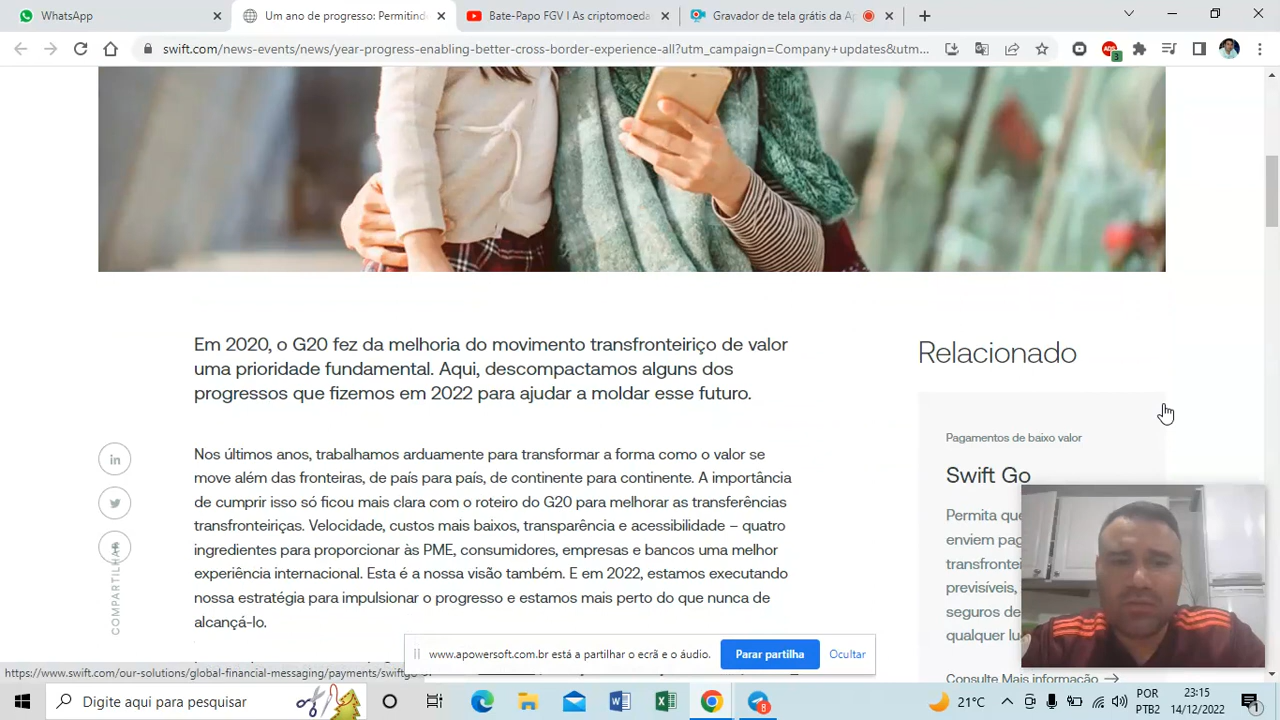 WhatsApp
Um ano de progresso: Permitind
Bate-Papo FGV I As criptomoeda
Gravador de tela grátis da Ap
swift.com/news-events/news/year-progress-enabling-better-cross-border-experience-all?utm_campaign=Company+updates&utm...
3
Em 2020, o G20 fez da melhoria do movimento transfronteiriço de valor
uma prioridade fundamental. Aqui, descompactamos alguns dos
progressos que fizemos em 2022 para ajudar a moldar esse futuro.
Relacionado
Pagamentos de baixo valor
Swift Go
Permita que
enviem pag
transfronte
previsíveis,
seguros de
qualquer lu
Consulte Mais informação
in
COMPARTILHAR
Nos últimos anos, trabalhamos arduamente para transformar a forma como o valor se
move além das fronteiras, de país para país, de continente para continente. A importância
de cumprir isso só ficou mais clara com o roteiro do G20 para melhorar as transferências
transfronteiriças. Velocidade, custos mais baixos, transparência e acessibilidade – quatro
ingredientes para proporcionar às PME, consumidores, empresas e bancos uma melhor
experiência internacional. Esta é a nossa visão também. E em 2022, estamos executando
nossa estratégia para impulsionar o progresso e estamos mais perto do que nunca de
alcançá-lo.
www.apowersoft.com.br está a partilhar o ecrã e o áudio.
Parar partilha
Ocultar
https://www.swift.com/our-solutions/global-financial-messaging/payments/swiftgo
Digite aqui para pesquisar
8
21°C
POR
PTB2
23:15
14/12/2022
1